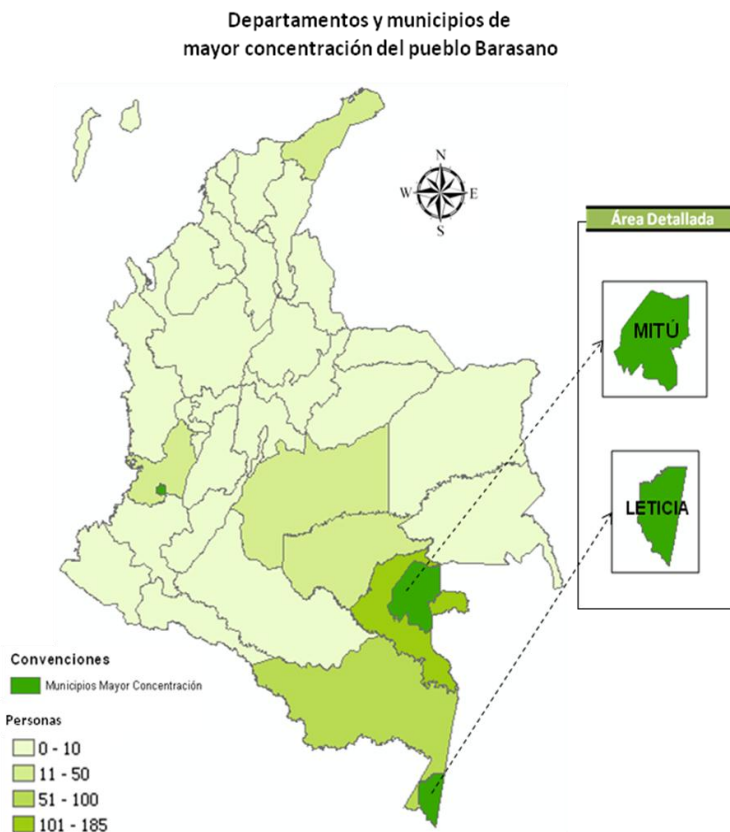 Departamentos y municipios de
mayor concentración del pueblo Barasano
N
W
E
S
Área Detallada
MITÚ
LETICIA
Convenciones
Municipios Mayor Concentración
Personas
0 - 10
11 - 50
51 - 100
101 - 185